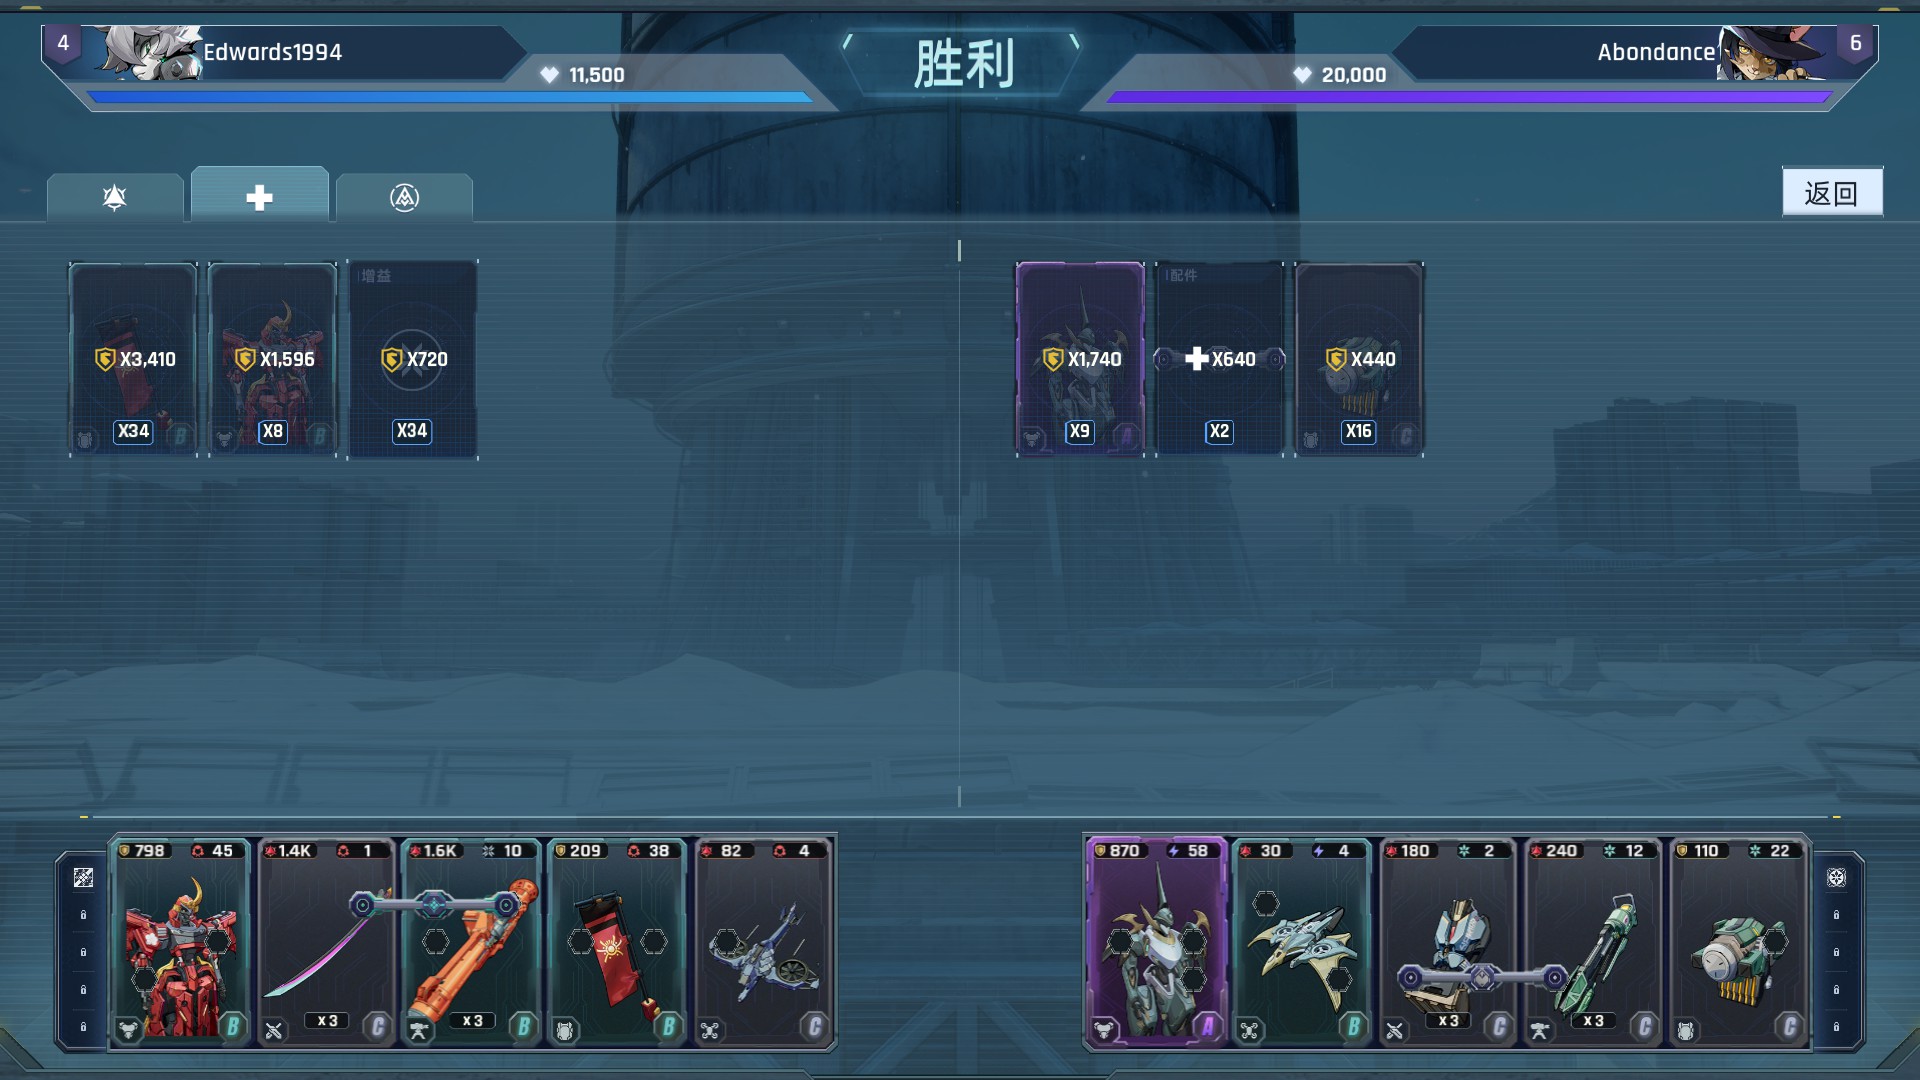 4
Edwards1994
11,500
胜利
20,000
Abondance
6
返回
增益
配件
X3,410
X1,596
X720
X1,740
X640
X440
X34
X8
X34
X9
X2
X16
B
B
A
C
798 45
1.4K 1
1.6K 10
209 38
82 4
870 58
30 4
180 2
240 12
110 22
x3
x3
x3
x3
B
C
B
B
C
A
B
C
C
C